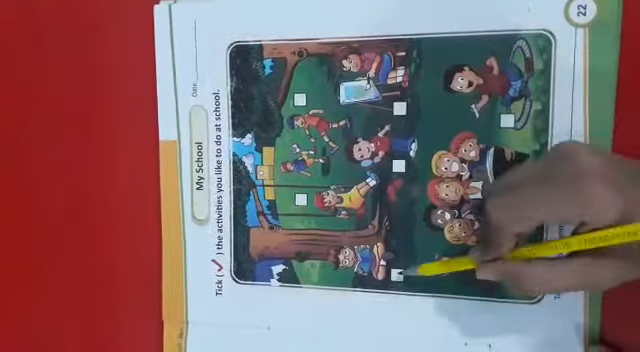 Date
My School
Tick (✓) the activities you like to do at school.
22